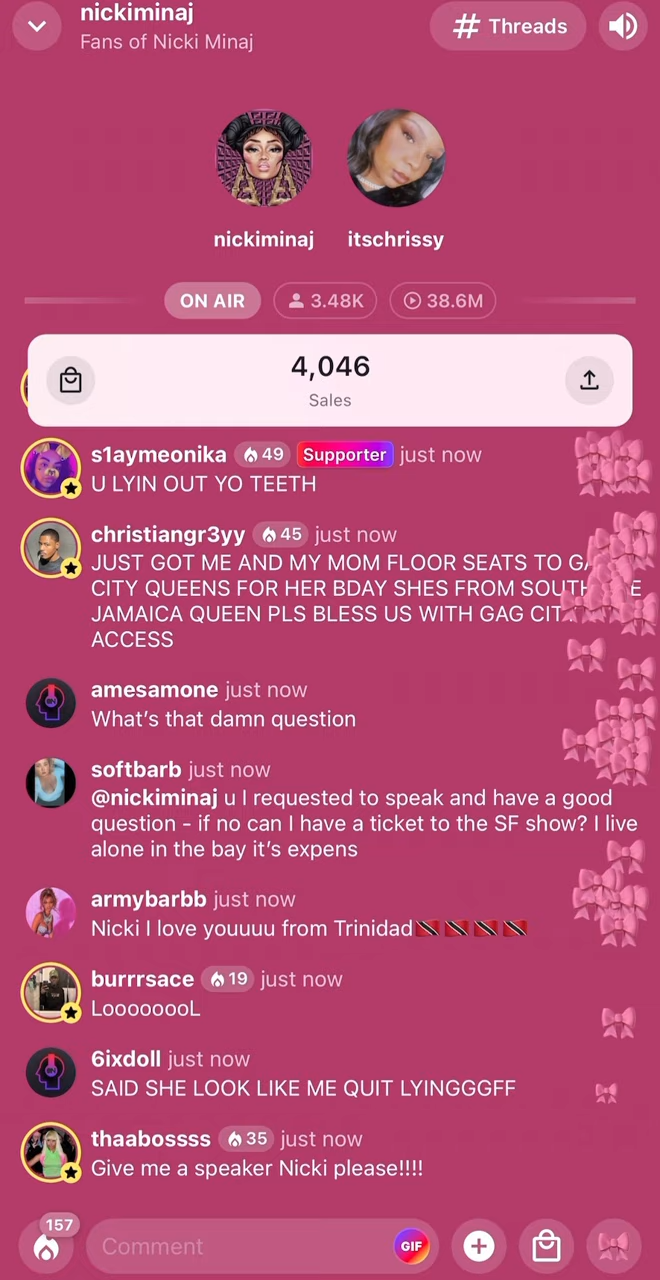 nickiminaj
Fans of Nicki Minaj
# Threads
nickiminaj
itschrissy
ON AIR
3.48K
38.6M
4,046
Sales
s1aymeonika 49 Supporter just now
U LYIN OUT YO TEETH
christiangr3yy 45 just now
JUST GOT ME AND MY MOM FLOOR SEATS TO
CITY QUEENS FOR HER BDAY SHES FROM
JAMAICA QUEEN PLS BLESS US WITH GAG
ACCESS
amesamone just now
What’s that damn question
softbarb just now
@nickiminaj u I requested to speak and have a good
question - if no can I have a ticket to the SF show? I live
alone in the bay it’s expens
armybarbb just now
Nicki I love youuuu from Trinidad🇹🇹🇹🇹🇹🇹🇹🇹
burrrsace 19 just now
LoooooooL
6ixdoll just now
SAID SHE LOOK LIKE ME QUIT LYINGGGFF
thaabossss 35 just now
Give me a speaker Nicki please!!!!
157
Comment
GIF